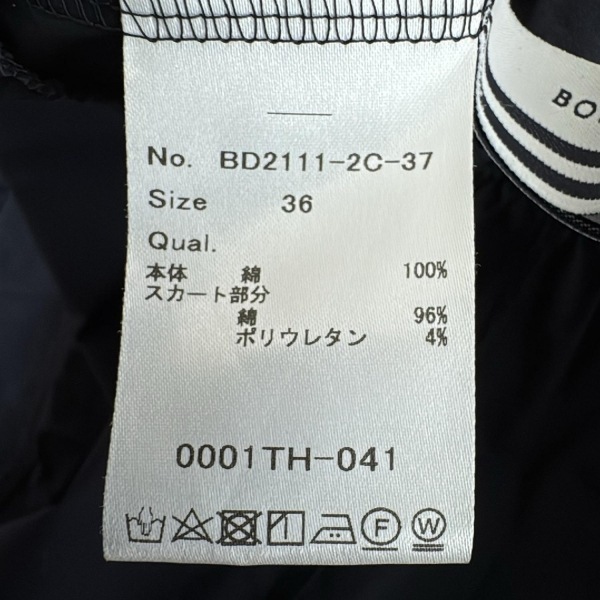 No. BD2111-2C-37
Size 36
Qual.
本体 綿 100%
スカート部分
綿 96%
ポリウレタン 4%
0001TH-041
F W